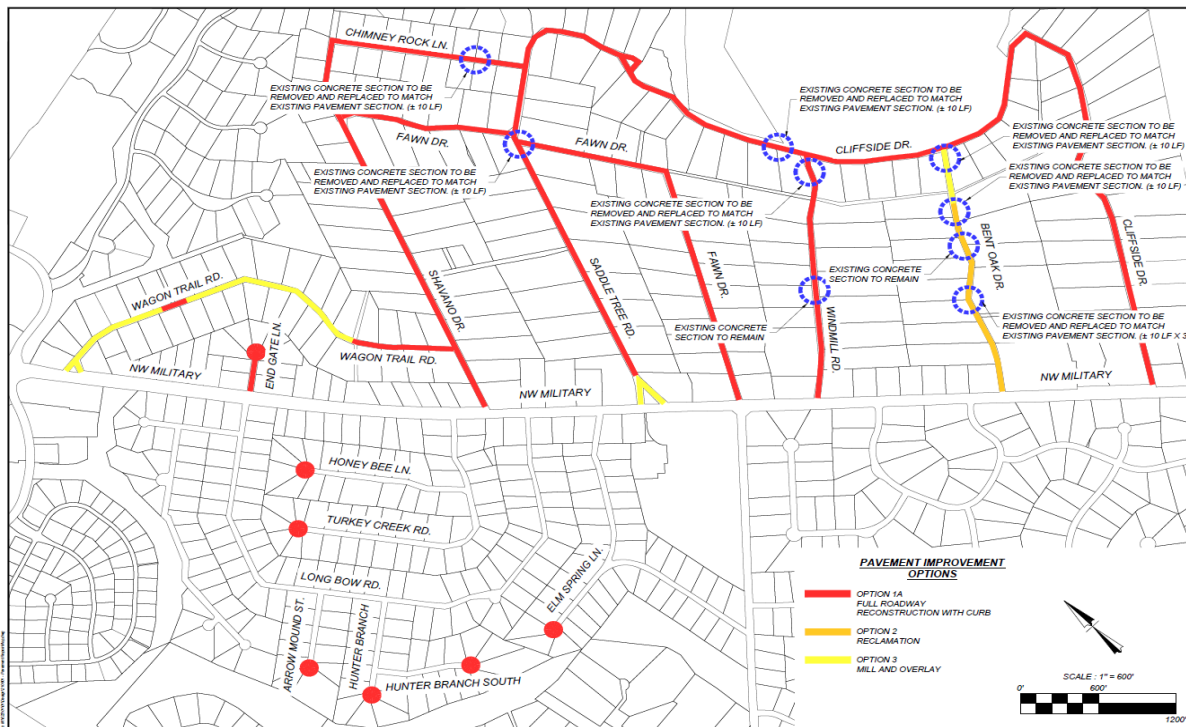 CHIMNEY ROCK LN.
EXISTING CONCRETE SECTION TO BE
REMOVED AND REPLACED TO MATCH
EXISTING PAVEMENT SECTION. (± 10 LF)
EXISTING CONCRETE SECTION TO BE
REMOVED AND REPLACED TO MATCH
EXISTING PAVEMENT SECTION. (± 10 LF)
FAWN DR.
FAWN DR.
CLIFFSIDE DR.
EXISTING CONCRETE SECTION TO BE
REMOVED AND REPLACED TO MATCH
EXISTING PAVEMENT SECTION. (± 10 LF)
EXISTING CONCRETE SECTION TO BE
REMOVED AND REPLACED TO MATCH
EXISTING PAVEMENT SECTION. (± 10 LF)
EXISTING CONCRETE SECTION TO BE
REMOVED AND REPLACED TO MATCH
EXISTING PAVEMENT SECTION. (± 10 LF)
EXISTING CONCRETE SECTION TO BE
REMOVED AND REPLACED TO MATCH
EXISTING PAVEMENT SECTION. (± 10 LF)
WAGON TRAIL RD.
SHAVANO DR.
SADDLE TREE RD
FAWN DR.
EXISTING CONCRETE
SECTION TO REMAIN
BENT OAK DR.
CLIFFSIDE DR.
EXISTING CONCRETE
SECTION TO REMAIN
WINDMILL RD.
EXISTING CONCRETE SECTION TO BE
REMOVED AND REPLACED TO MATCH
EXISTING PAVEMENT SECTION. (± 10 LF X 3
END GATE LN.
WAGON TRAIL RD.
NW MILITARY
NW MILITARY
NW MILITARY
HONEY BEE LN.
TURKEY CREEK RD.
LONG BOW RD.
ELM SPRING LN.
ARROW MOUND ST.
HUNTER BRANCH
HUNTER BRANCH SOUTH
PAVEMENT IMPROVEMENT
OPTIONS
OPTION 1A
FULL ROADWAY
RECONSTRUCTION WITH CURB
OPTION 2
RECLAMATION
OPTION 3
MILL AND OVERLAY
SCALE : 1" = 600'
0'
600'
1200'